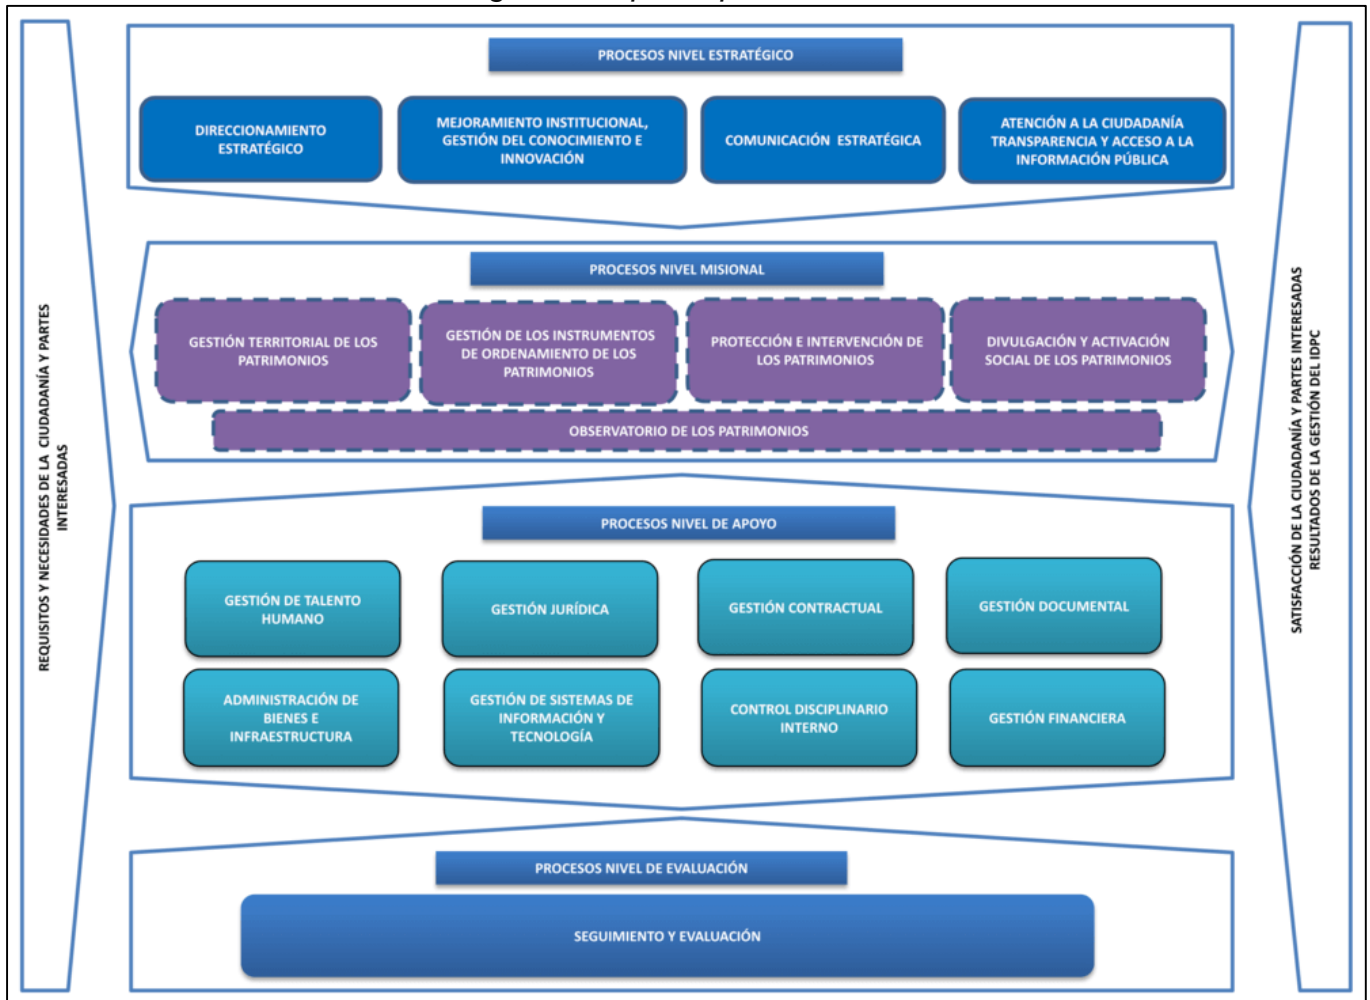 PROCESOS NIVEL ESTRATÉGICO
DIRECCIONAMIENTO
ESTRATÉGICO
MEJORAMIENTO INSTITUCIONAL,
GESTIÓN DEL CONOCIMIENTO E
INNOVACIÓN
COMUNICACIÓN ESTRATÉGICA
ATENCIÓN A LA CIUDADANÍA
TRANSPARENCIA Y ACCESO A LA
INFORMACIÓN PÚBLICA
REQUISITOS Y NECESIDADES DE LA CIUDADANÍA Y PARTES
INTERESADAS
PROCESOS NIVEL MISIONAL
GESTIÓN TERRITORIAL DE LOS
PATRIMONIOS
GESTIÓN DE LOS INSTRUMENTOS
DE ORDENAMIENTO DE LOS
PATRIMONIOS
PROTECCIÓN E INTERVENCIÓN DE
LOS PATRIMONIOS
DIVULGACIÓN Y ACTIVACIÓN
SOCIAL DE LOS PATRIMONIOS
OBSERVATORIO DE LOS PATRIMONIOS
SATISFACCIÓN DE LA CIUDADANÍA Y PARTES INTERESADAS
RESULTADOS DE LA GESTIÓN DEL IDPC
PROCESOS NIVEL DE APOYO
GESTIÓN DE TALENTO
HUMANO
GESTIÓN JURÍDICA
GESTIÓN CONTRACTUAL
GESTIÓN DOCUMENTAL
ADMINISTRACIÓN DE
BIENES E
INFRAESTRUCTURA
GESTIÓN DE SISTEMAS DE
INFORMACIÓN Y
TECNOLOGÍA
CONTROL DISCIPLINARIO
INTERNO
GESTIÓN FINANCIERA
PROCESOS NIVEL DE EVALUACIÓN
SEGUIMIENTO Y EVALUACIÓN